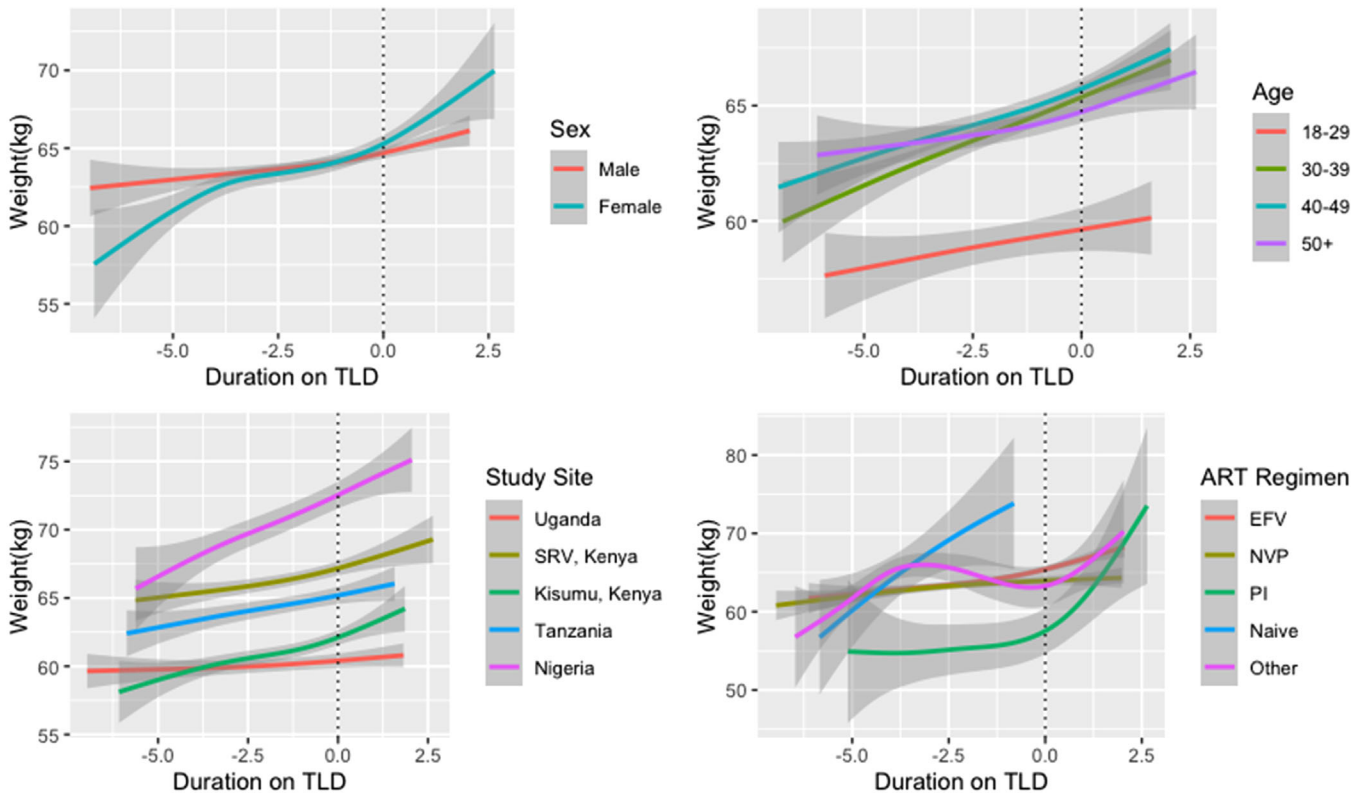 70
65
60
55
Weight(kg)
-5.0 -2.5 0.0 2.5
Duration on TLD
Sex
Male
Female
65
60
Weight(kg)
-5.0 -2.5 0.0 2.5
Duration on TLD
Age
18-29
30-39
40-49
50+
75
70
65
60
55
Weight(kg)
-5.0 -2.5 0.0 2.5
Duration on TLD
Study Site
Uganda
SRV, Kenya
Kisumu, Kenya
Tanzania
Nigeria
80
70
60
50
Weight(kg)
-5.0 -2.5 0.0 2.5
Duration on TLD
ART Regimen
EFV
NVP
PI
Naive
Other